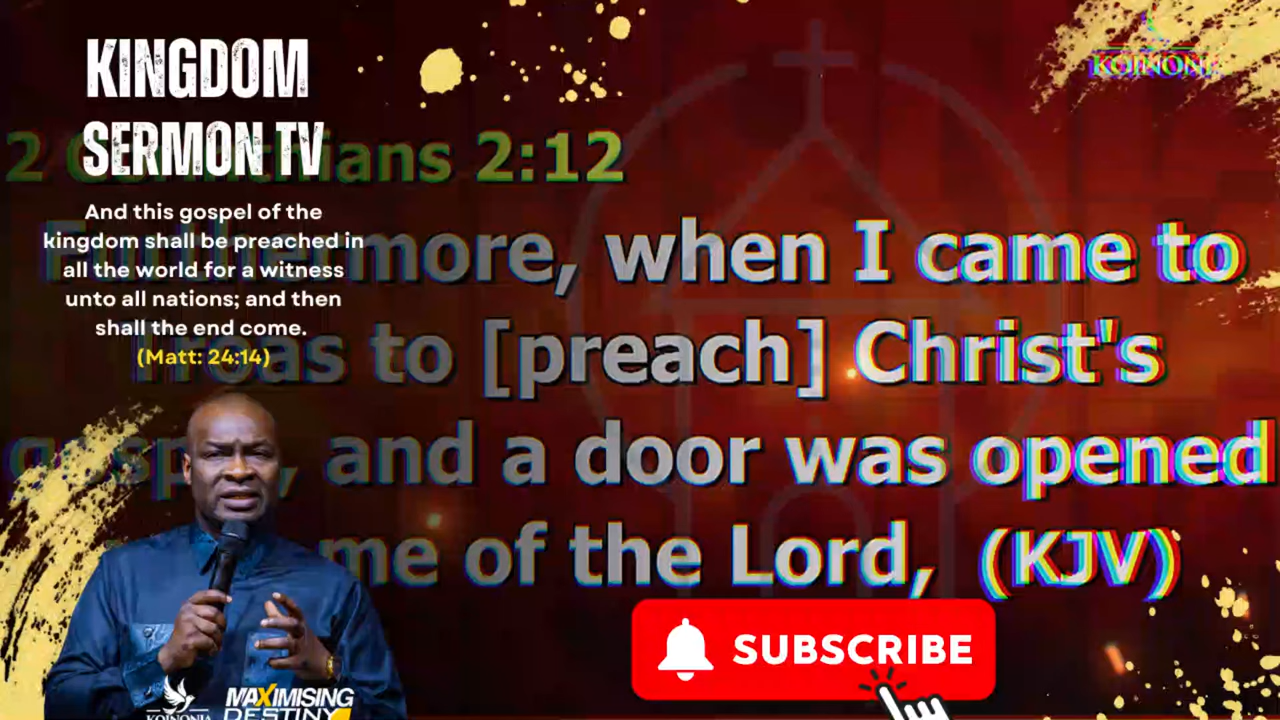 KINGDOM
SERMON TV
And this gospel of the
kingdom shall be preached in
all the world for a witness
unto all nations; and then
shall the end come.
(Matt: 24:14)
KOINONIA
2 Corinthians 2:12
Furthermore, when I came to
Troas to [preach] Christ's
gospel, and a door was opened
me of the Lord, (KJV)
SUBSCRIBE
KOINONIA
MAXIMISING
DESTINY